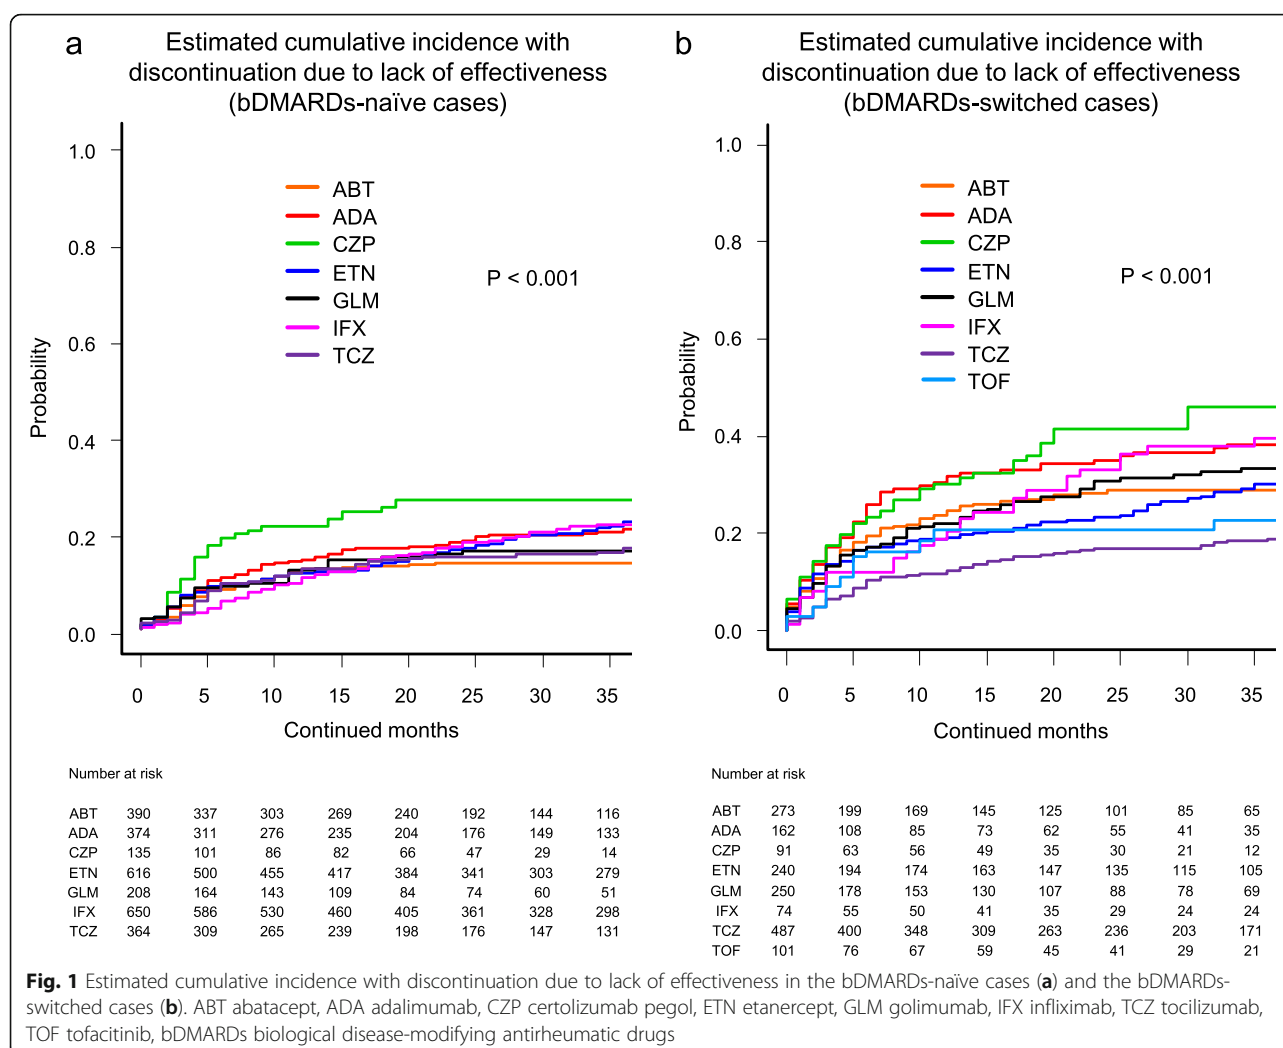 a
Estimated cumulative incidence with
discontinuation due to lack of effectiveness
(bDMARDs-naïve cases)
1.0
0.8
0.6
0.4
0.2
0.0
Probability
ABT
ADA
CZP
ETN
GLM
IFX
TCZ
P < 0.001
0 5 10 15 20 25 30 35
Continued months
Number at risk
ABT 390 337 303 269 240 192 144 116
ADA 374 311 276 235 204 176 149 133
CZP 135 101 86 82 66 47 29 14
ETN 616 500 455 417 384 341 303 279
GLM 208 164 143 109 84 74 60 51
IFX 650 586 530 460 405 361 328 298
TCZ 364 309 265 239 198 176 147 131
b
Estimated cumulative incidence with
discontinuation due to lack of effectiveness
(bDMARDs-switched cases)
1.0
0.8
0.6
0.4
0.2
0.0
Probability
ABT
ADA
CZP
ETN
GLM
IFX
TCZ
TOF
P < 0.001
0 5 10 15 20 25 30 35
Continued months
Number at risk
ABT 273 199 169 145 125 101 85 65
ADA 162 108 85 73 62 55 41 35
CZP 91 63 56 49 35 30 21 12
ETN 240 194 174 163 147 135 115 105
GLM 250 178 153 130 107 88 78 69
IFX 74 55 50 41 35 29 24 24
TCZ 487 400 348 309 263 236 203 171
TOF 101 76 67 59 45 41 29 21
Fig. 1 Estimated cumulative incidence with discontinuation due to lack of effectiveness in the bDMARDs-naïve cases (a) and the bDMARDs-
switched cases (b). ABT abatacept, ADA adalimumab, CZP certolizumab pegol, ETN etanercept, GLM golimumab, IFX infliximab, TCZ tocilizumab,
TOF tofacitinib, bDMARDs biological disease-modifying antirheumatic drugs